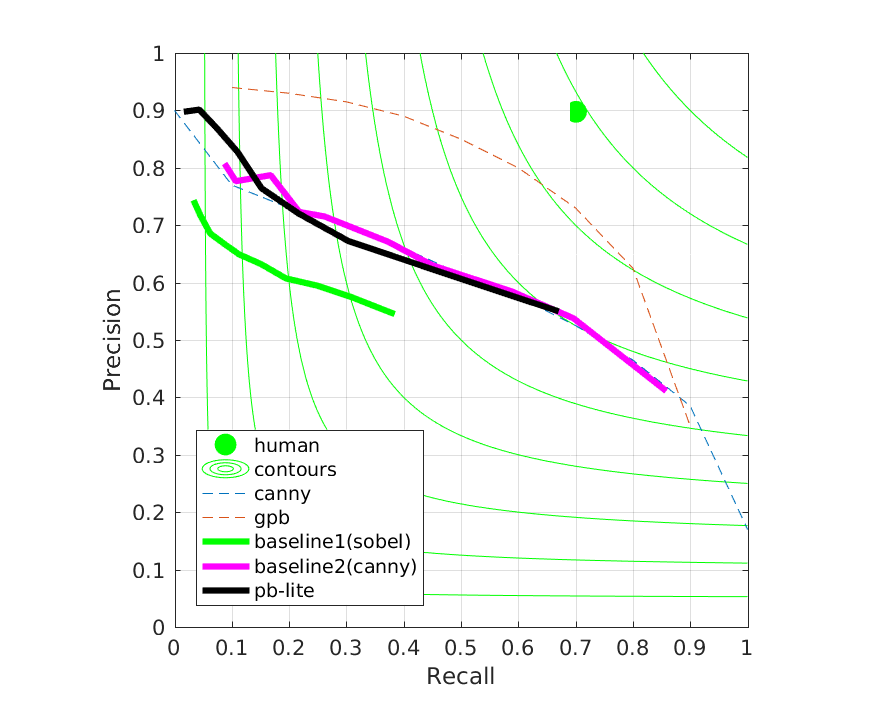 1
0.9
0.8
0.7
0.6
0.5
0.4
0.3
0.2
0.1
0
Precision
human
contours
canny
gpb
baseline1(sobel)
baseline2(canny)
pb-lite
0 0.1 0.2 0.3 0.4 0.5 0.6 0.7 0.8 0.9 1
Recall